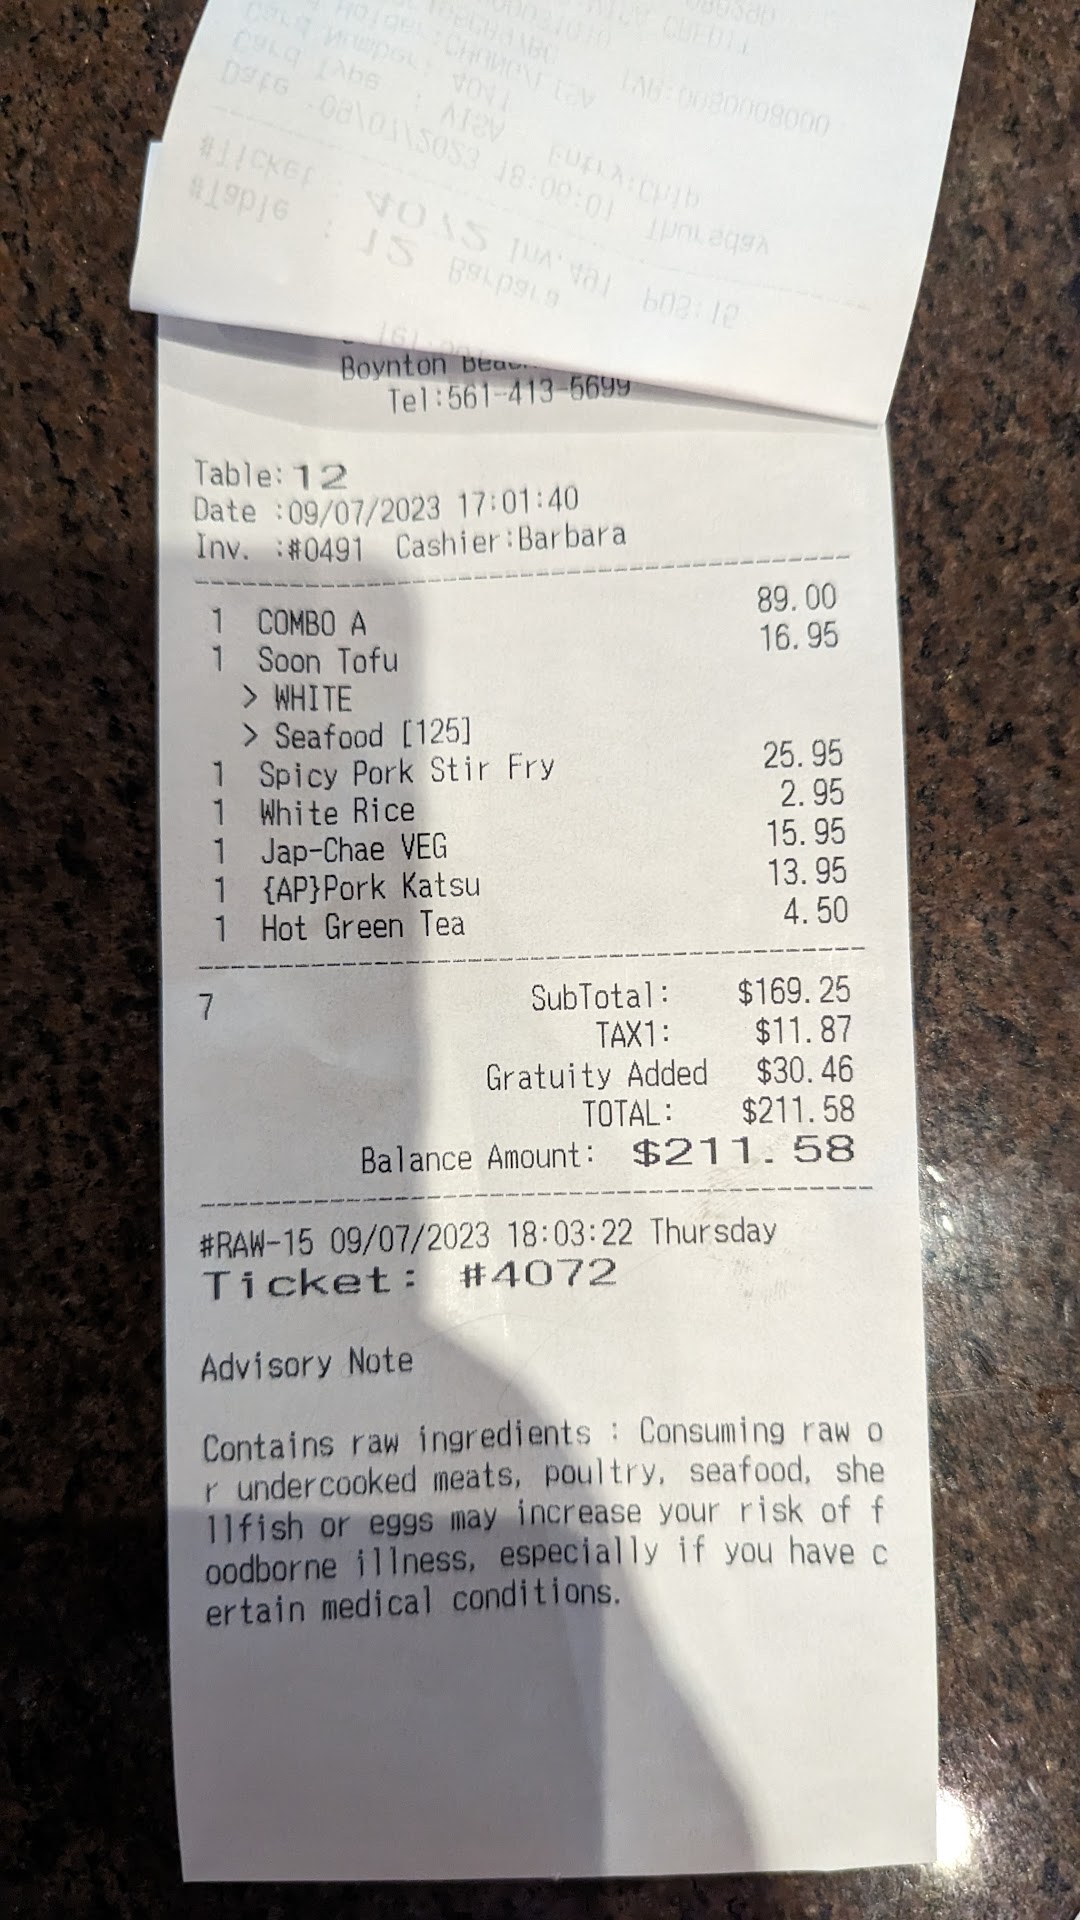 Boynton
Tel:561-413-5699
Table:12
Date :09/07/2023 17:01:40
Inv. :#0491 Cashier:Barbara
1 COMBO A 89.00
1 Soon Tofu 16.95
> WHITE
> Seafood [125]
1 Spicy Pork Stir Fry 25.95
1 White Rice 2.95
1 Jap-Chae VEG 15.95
1 {AP}Pork Katsu 13.95
1 Hot Green Tea 4.50
7 SubTotal: $169.25
TAX1: $11.87
Gratuity Added $30.46
TOTAL: $211.58
Balance Amount: $211.58
#RAW-15 09/07/2023 18:03:22 Thursday
Ticket: #4072
Advisory Note
Contains raw ingredients : Consuming raw o
r undercooked meats, poultry, seafood, she
llfish or eggs may increase your risk of f
oodborne illness, especially if you have c
ertain medical conditions.